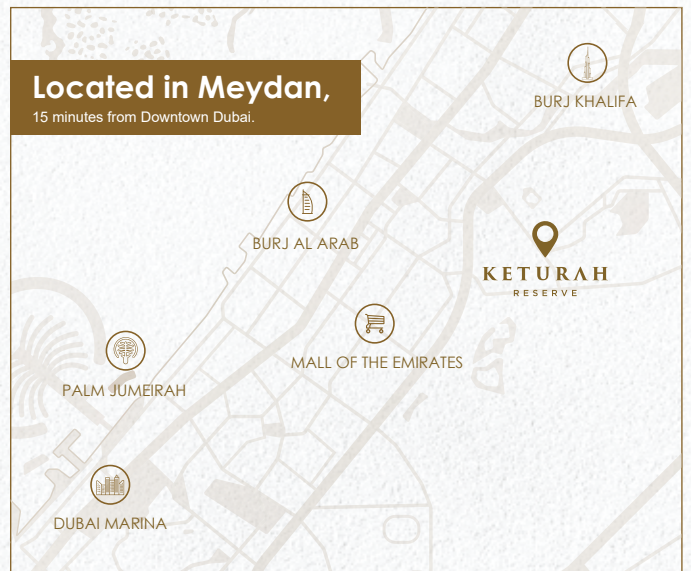 Located in Meydan,
15 minutes from Downtown Dubai.
BURJ KHALIFA
BURJ AL ARAB
KETURAH
RESERVE
MALL OF THE EMIRATES
PALM JUMEIRAH
DUBAI MARINA